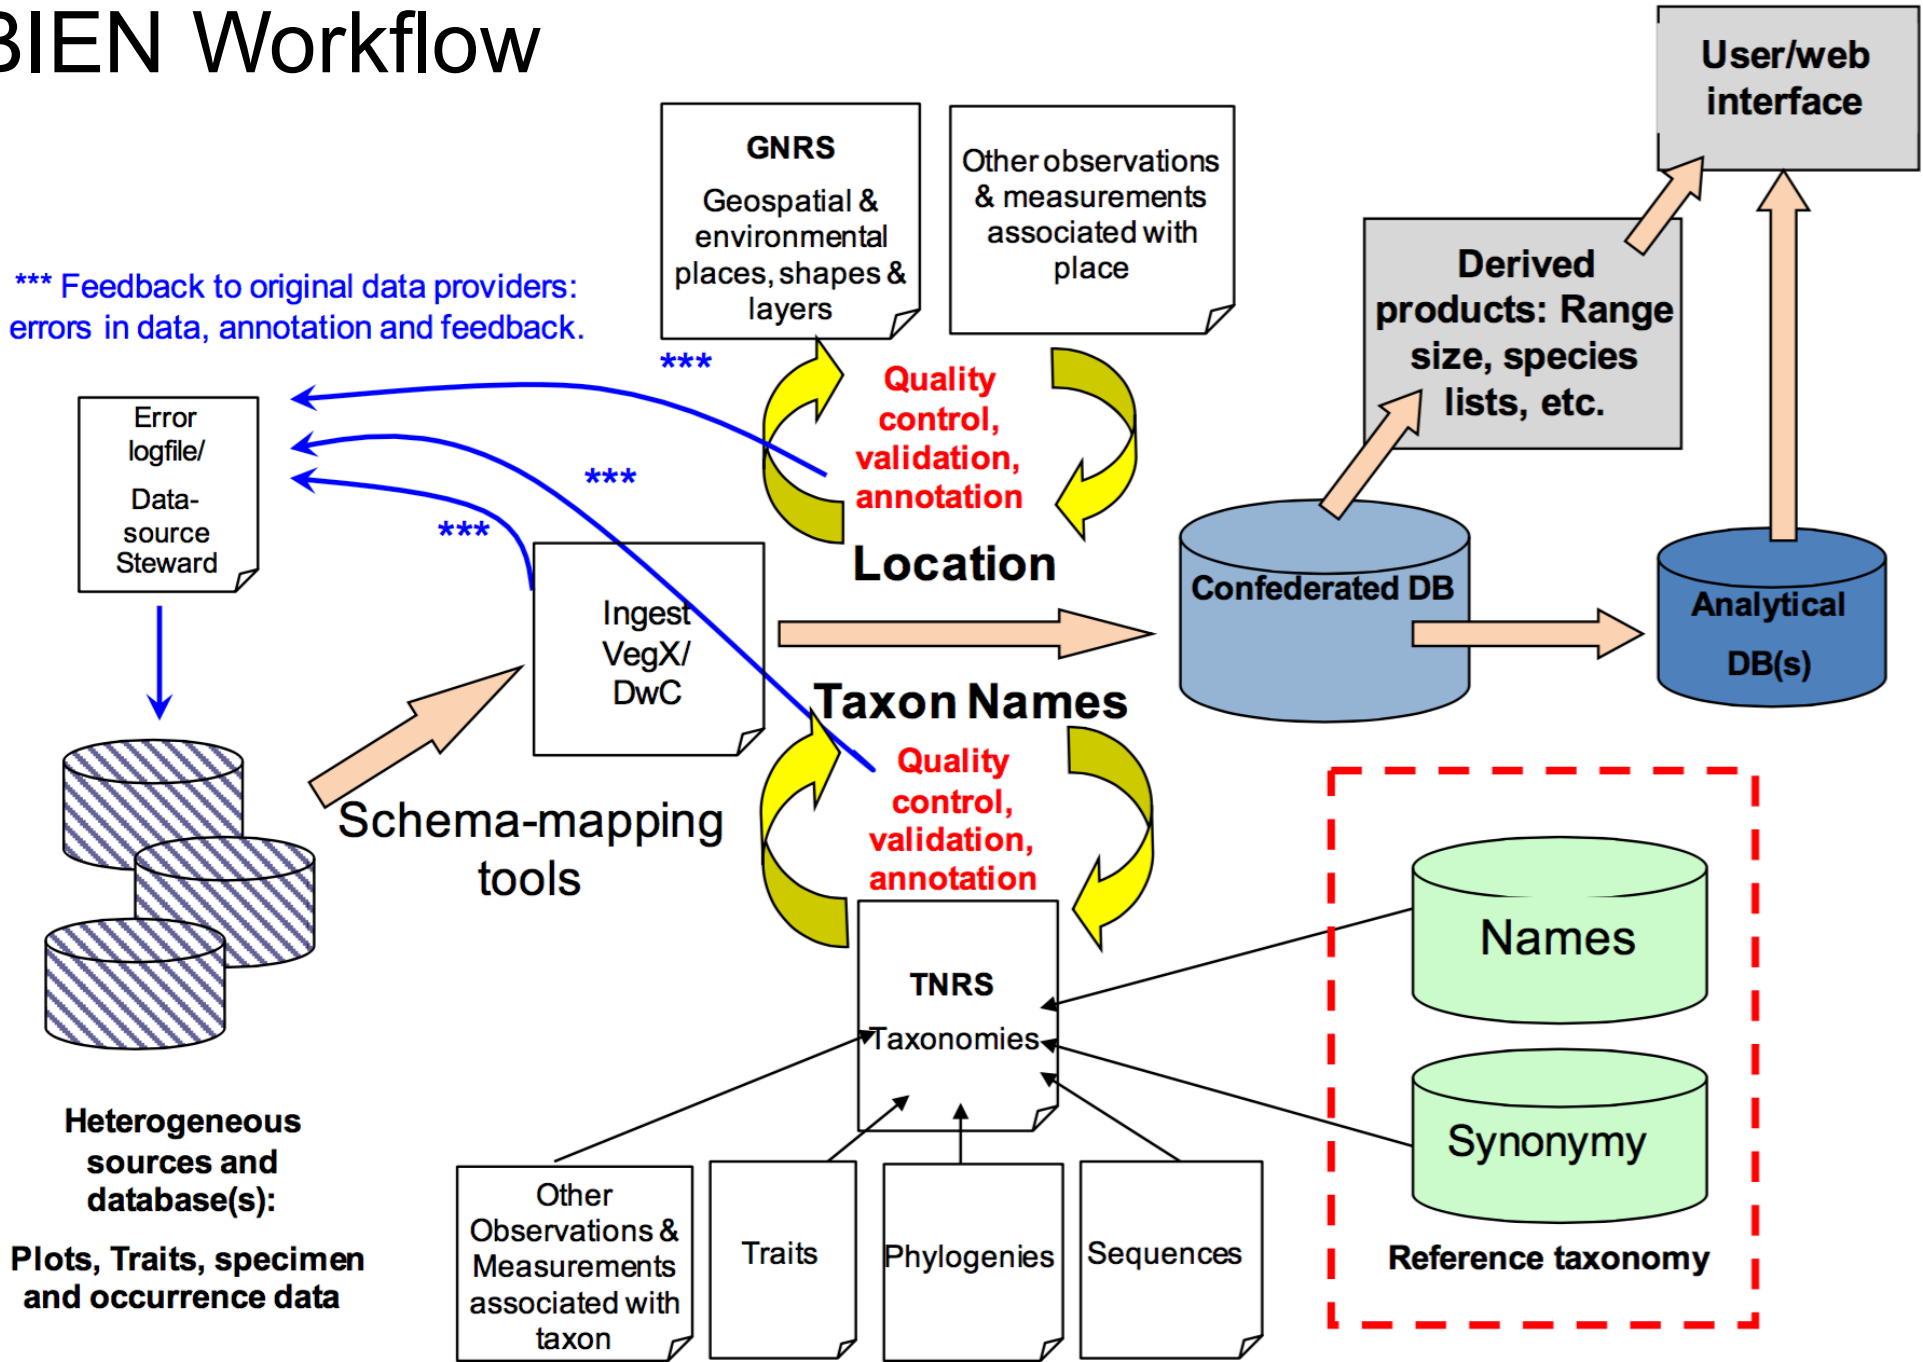 BIEN Workflow
User/web
interface
GNRS
Geospatial &
environmental
places, shapes &
layers
Other observations
& measurements
associated with
place
Derived
products: Range
size, species
lists, etc.
*** Feedback to original data providers:
errors in data, annotation and feedback.
***
***
***
Error
logfile/
Data-
source
Steward
Quality
control,
validation,
annotation
Location
Ingest
VegX/
DwC
Confederated DB
Analytical
DB(s)
Taxon Names
Quality
control,
validation,
annotation
Schema-mapping
tools
TNRS
Taxonomies
Names
Synonymy
Reference taxonomy
Heterogeneous
sources and
database(s):
Plots, Traits, specimen
and occurrence data
Other
Observations &
Measurements
associated with
taxon
Traits
Phylogenies
Sequences